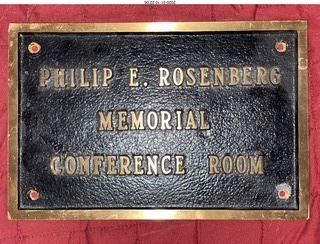 PHILIP E. ROSENBERG
MEMORIAL
CONFERENCE ROOM